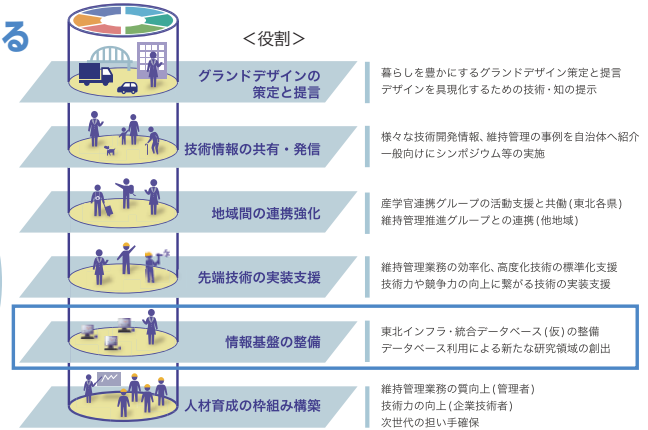 る
＜役割＞
グランドデザインの
策定と提言
暮らしを豊かにするグランドデザイン策定と提言
デザインを具現化するための技術・知の提示
技術情報の共有・発信
様々な技術開発情報、維持管理の事例を自治体へ紹介
一般向けにシンポジウム等の実施
地域間の連携強化
産学官連携グループの活動支援と共働(東北各県)
維持管理推進グループとの連携(他地域)
先端技術の実装支援
維持管理業務の効率化、高度化技術の標準化支援
技術力や競争力の向上に繋がる技術の実装支援
情報基盤の整備
東北インフラ・統合データベース(仮)の整備
データベース利用による新たな研究領域の創出
人材育成の枠組み構築
維持管理業務の質向上(管理者)
技術力の向上(企業技術者)
次世代の担い手確保